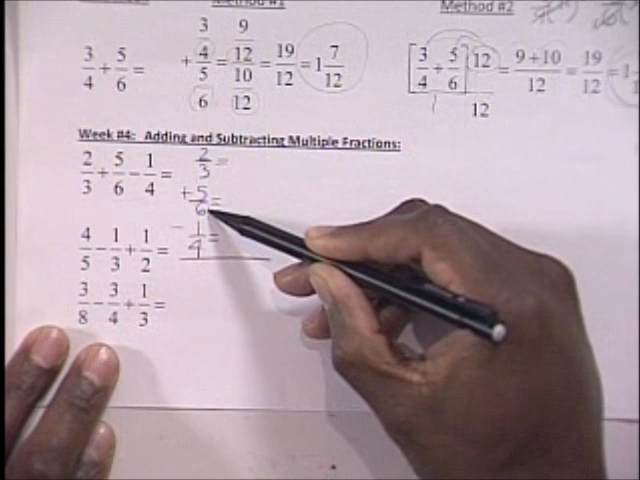 Method #1
Method #2
3/4 + 5/6 =
3/4 = 9/12
+ 5/6 = 10/12 = 19/12 = 1 7/12
[3/4 + 5/6] 12 / 12 = 9+10/12 = 19/12 = 1
Week #4: Adding and Subtracting Multiple Fractions:
2/3 + 5/6 − 1/4 =
2/3 =
+ 5/6 =
− 1/4 =
4/5 − 1/3 + 1/2 =
3/8 − 3/4 + 1/3 =